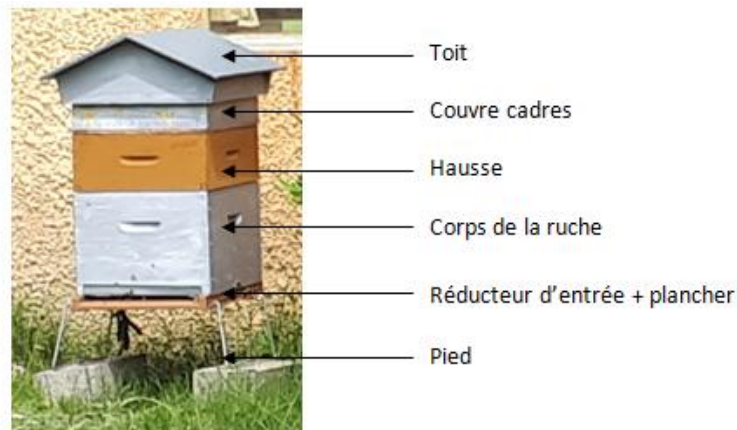 Toit
Couvre cadres
Hausse
Corps de la ruche
Réducteur d’entrée + plancher
Pied